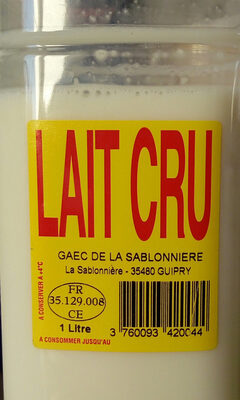 LAIT CRU
GAEC DE LA SABLONNIERE
La Sablonnière - 35480 GUIPRY
A CONSERVER A +4°C
FR
35.129.008
CE
1 Litre
3 760093 420044
A CONSOMMER JUSQU'AU